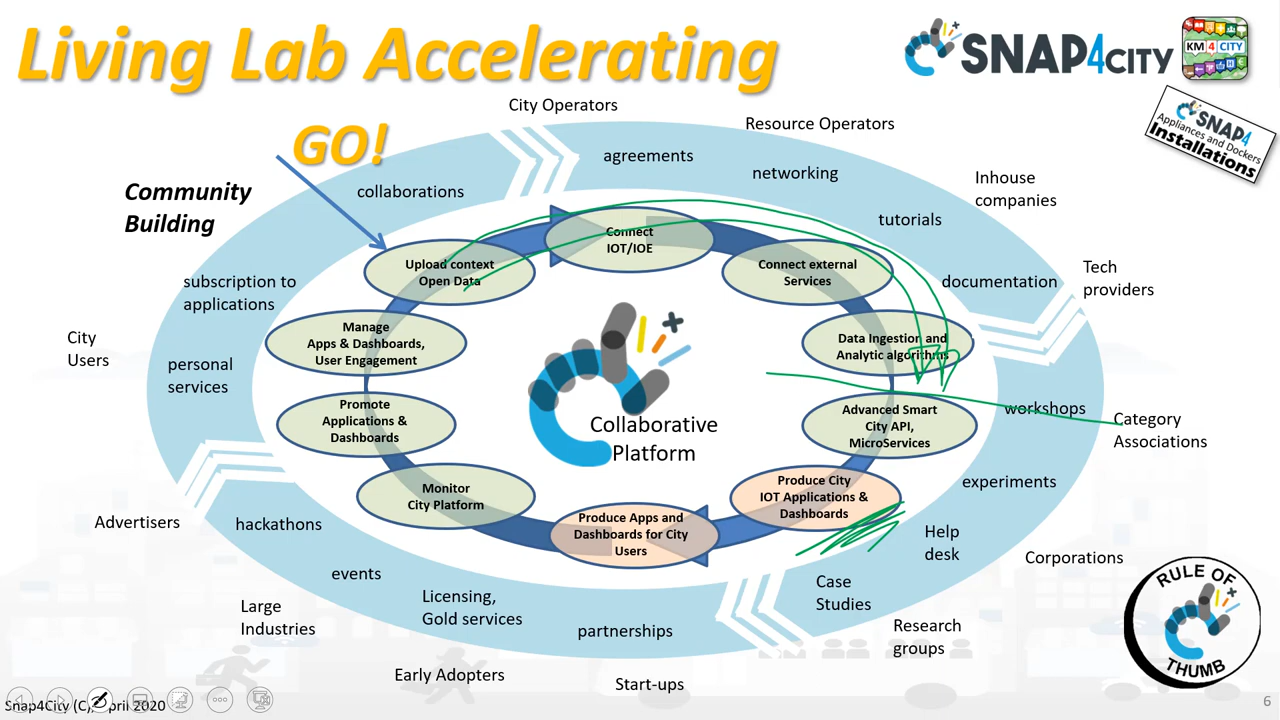 Living Lab Accelerating
SNAP4CITY
KM 4 CITY
SNAP4
Appliances and Dockers
Installations
GO!
Community
Building
City Operators
Resource Operators
Inhouse
companies
Tech
providers
Category
Associations
Corporations
Research
groups
Start-ups
Early Adopters
Large
Industries
Advertisers
City
Users
collaborations
agreements
networking
tutorials
documentation
workshops
experiments
Help
desk
Case
Studies
partnerships
Licensing,
Gold services
events
hackathons
personal
services
subscription to
applications
Upload context
Open Data
Connect
IOT/IOE
Connect external
Services
Data Ingestion and
Analytic algorithms
Advanced Smart
City API,
MicroServices
Produce City
IOT Applications &
Dashboards
Produce Apps and
Dashboards for City
Users
Monitor
City Platform
Promote
Applications &
Dashboards
Manage
Apps & Dashboards,
User Engagement
Collaborative
Platform
RULE OF
THUMB
Snap4City (C), April 2020
6